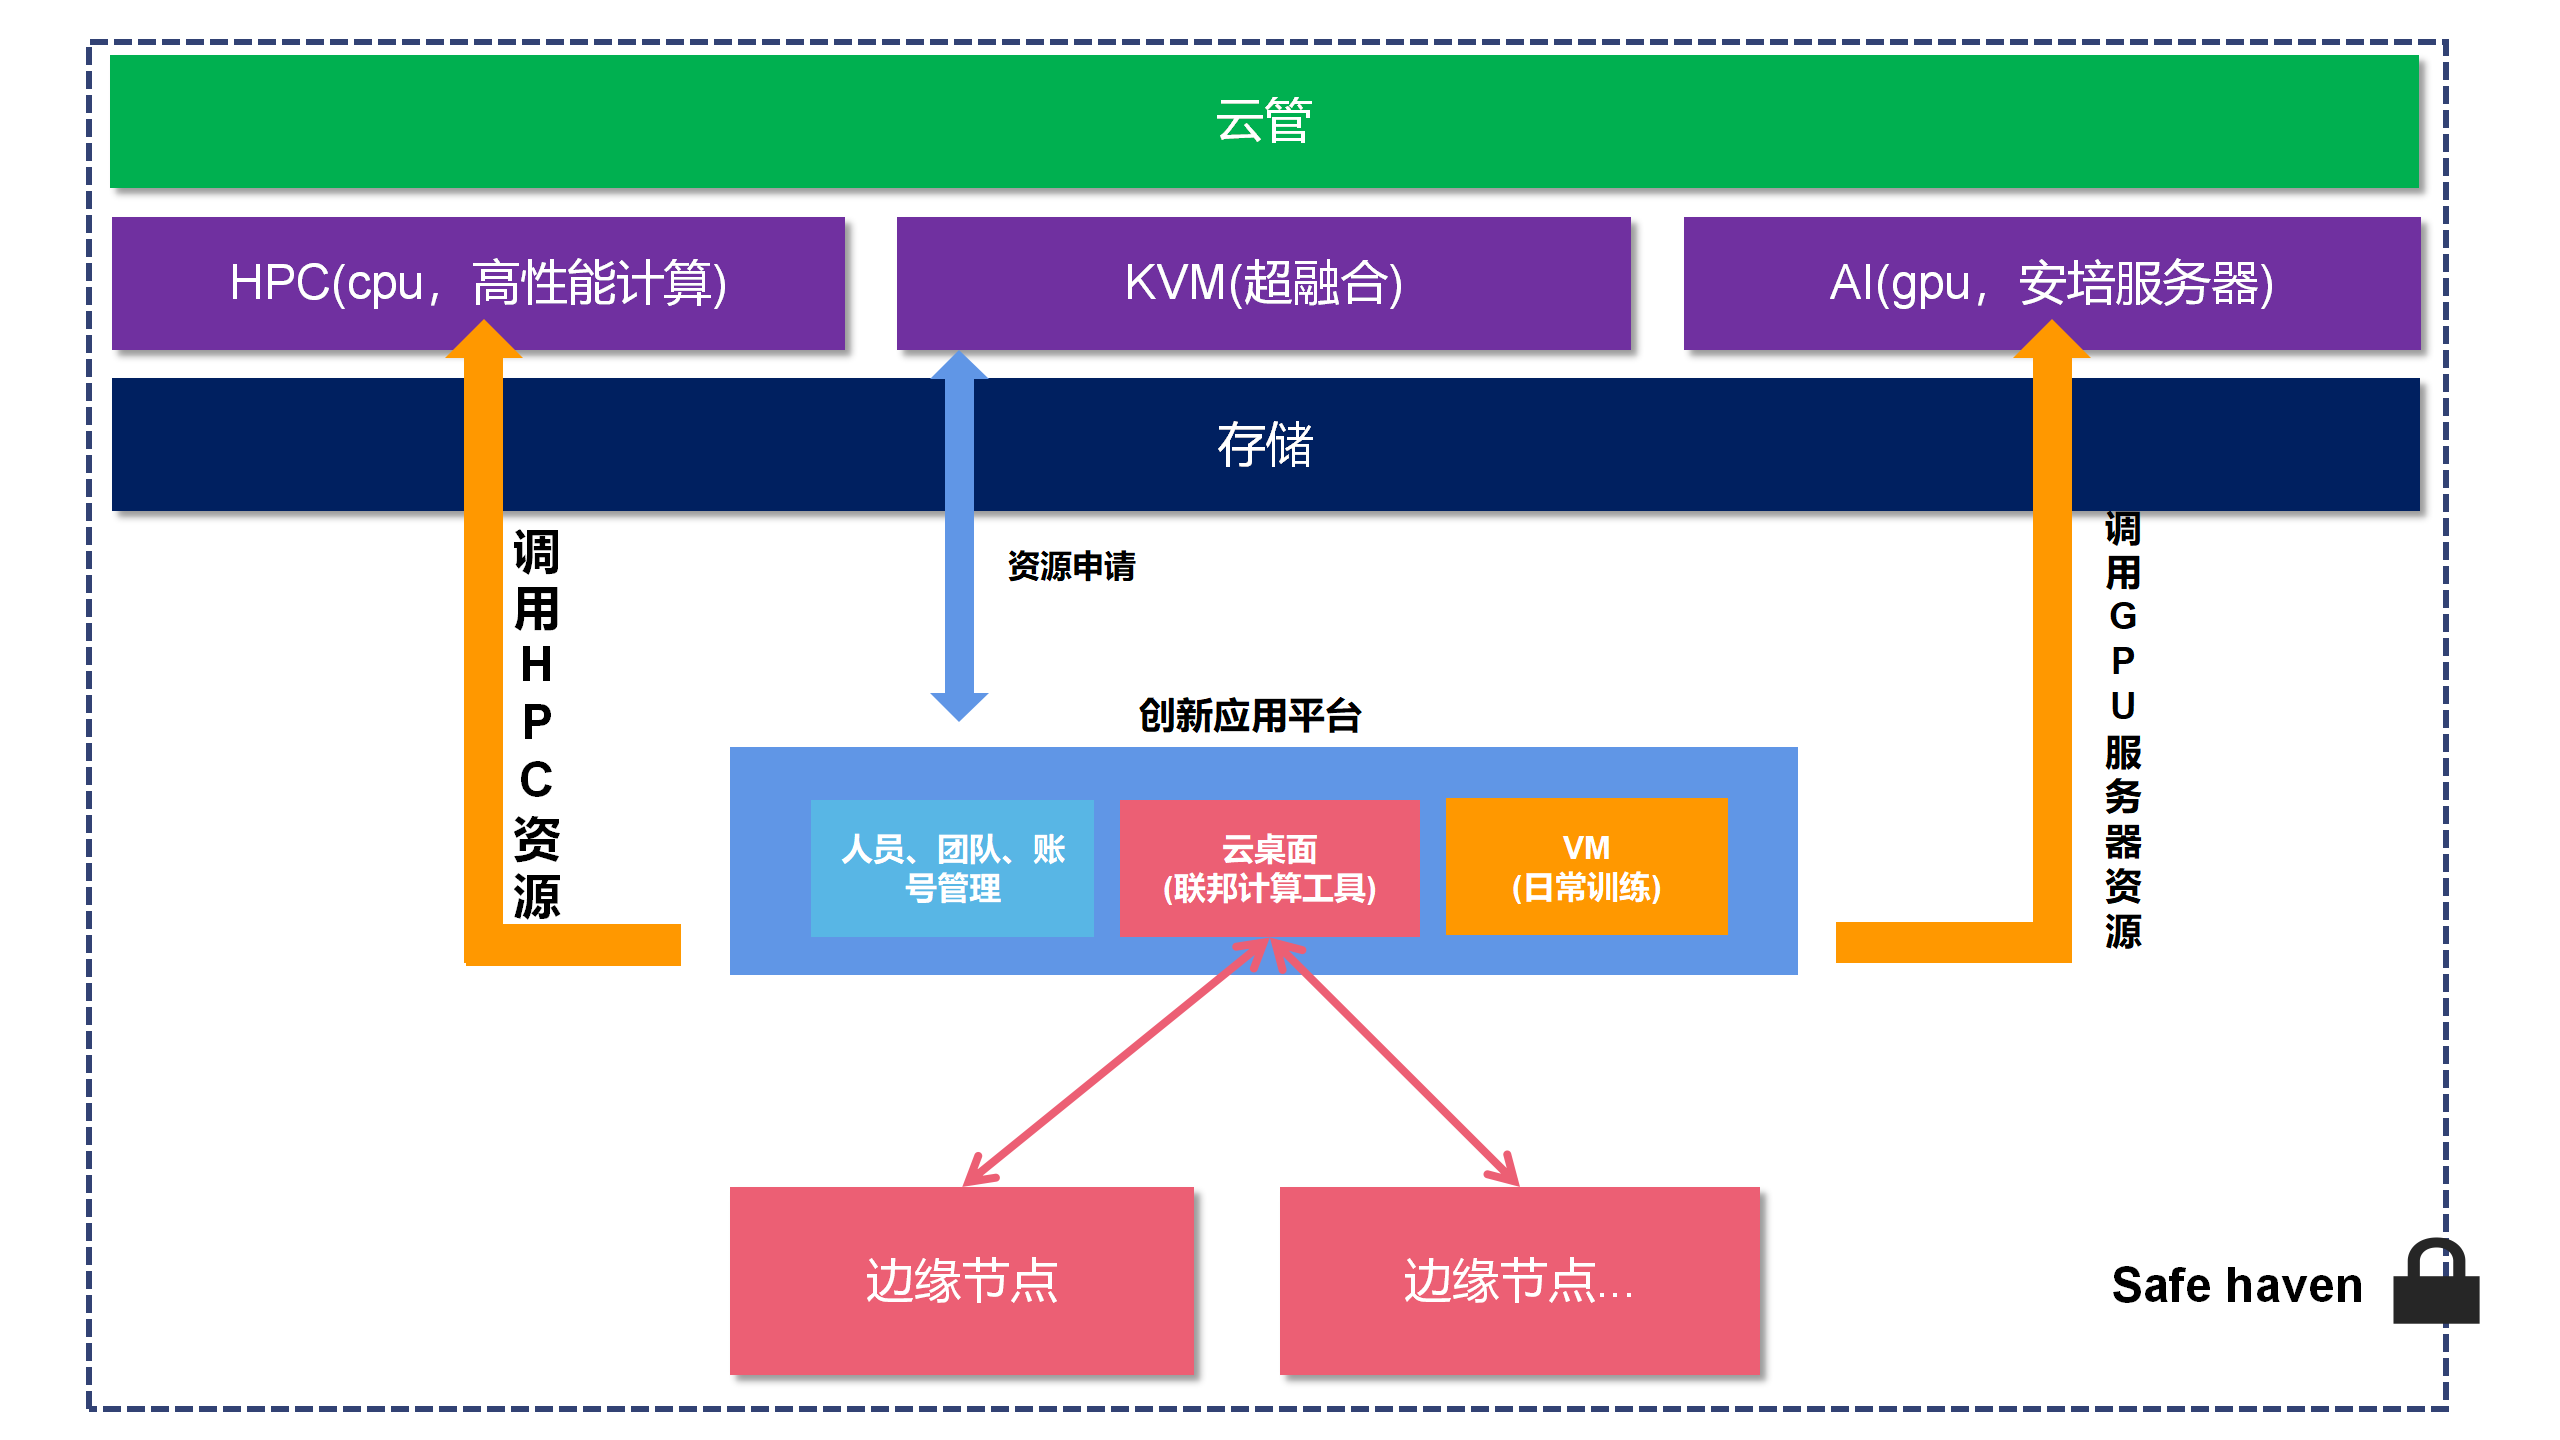 云管
HPC(cpu，高性能计算)
KVM(超融合)
AI(gpu，安培服务器)
存储
调用HPC资源
资源申请
调用GPU服务器资源
创新应用平台
人员、团队、账
号管理
云桌面
(联邦计算工具)
VM
(日常训练)
边缘节点
边缘节点...
Safe haven